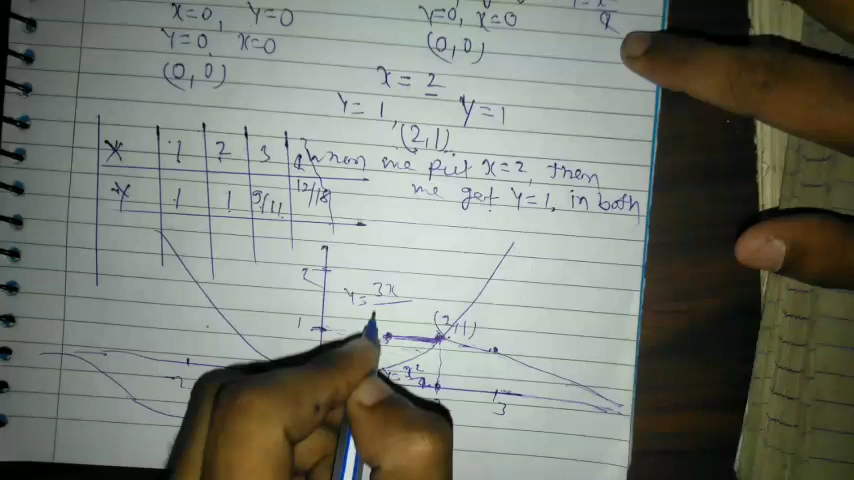 X=0, Y=0
Y=0, X=0
(0, 0)
Y=0, X=0
(0, 0)
X = 2
Y = 1, Y=1
(2,1)
X 1 2 3 4
Y 1 1 9/11 12/18
when we put X=2, then
we get Y=1, in both
2
Y= 3x
1
(2,1)
3